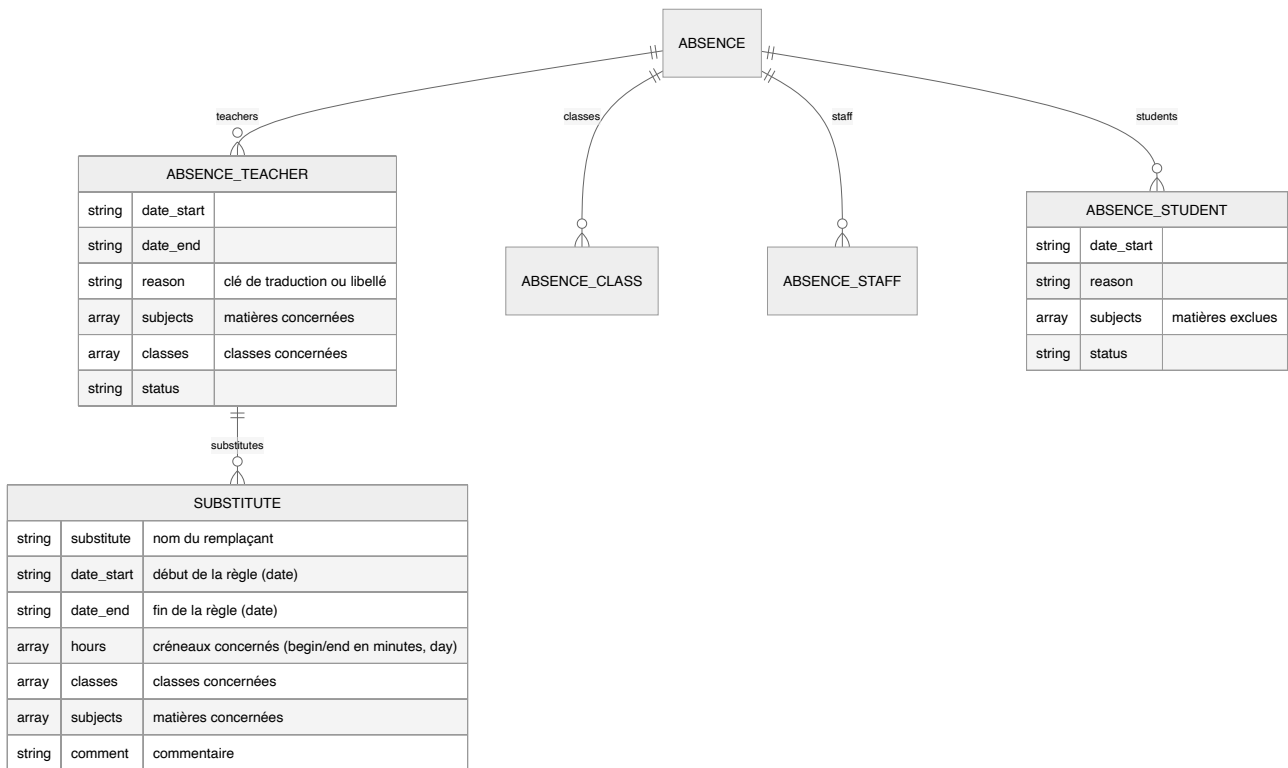 ABSENCE
teachers
classes
staff
students
ABSENCE_TEACHER
string date_start
string date_end
string reason clé de traduction ou libellé
array subjects matières concernées
array classes classes concernées
string status
ABSENCE_CLASS
ABSENCE_STAFF
ABSENCE_STUDENT
string date_start
string reason
array subjects matières exclues
string status
substitutes
SUBSTITUTE
string substitute nom du remplaçant
string date_start début de la règle (date)
string date_end fin de la règle (date)
array hours créneaux concernés (begin/end en minutes, day)
array classes classes concernées
array subjects matières concernées
string comment commentaire